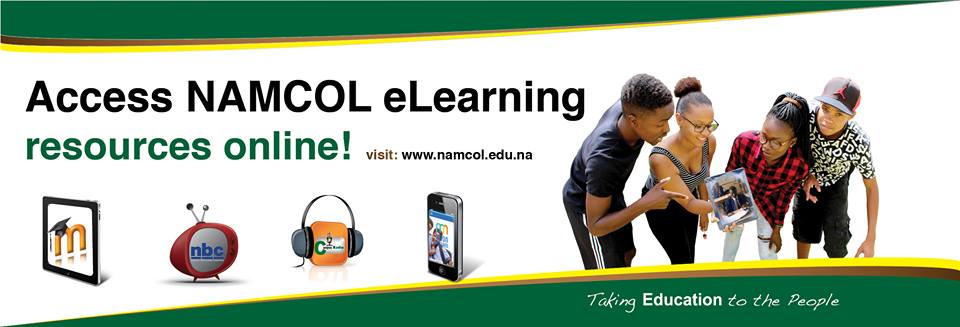 Access NAMCOL eLearning
resources online! visit: www.namcol.edu.na
m
nbc
Taking Education to the People